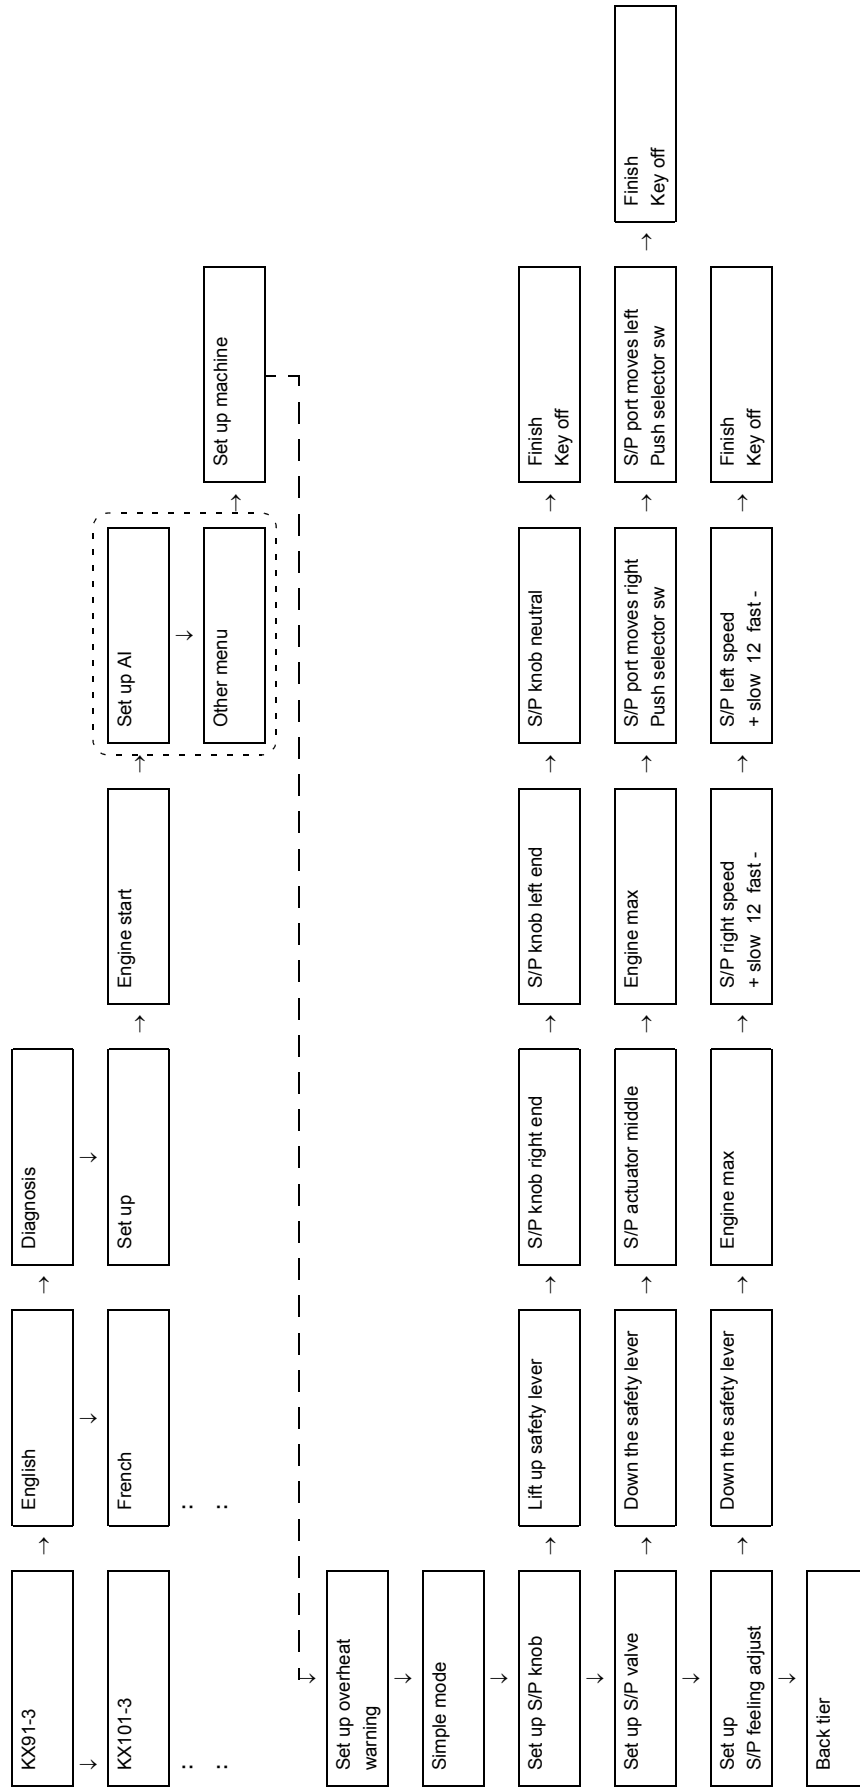 KX91-3
→
English
→
Diagnosis
↓
↓
↓
KX101-3
French
Set up
→
Engine start
→
Set up AI
: :
: :
↓
Other menu
→
Set up machine
↓
Set up overheat
warning
↓
Simple mode
↓
Set up S/P knob
→
Lift up safety lever
→
S/P knob right end
→
S/P knob left end
→
S/P knob neutral
→
Finish
Key off
↓
Set up S/P valve
→
Down the safety lever
→
S/P actuator middle
→
Engine max
→
S/P port moves right
Push selector sw
→
S/P port moves left
Push selector sw
→
Finish
Key off
↓
Set up
S/P feeling adjust
→
Down the safety lever
→
Engine max
→
S/P right speed
+ slow 12 fast -
→
S/P left speed
+ slow 12 fast -
→
Finish
Key off
↓
Back tier